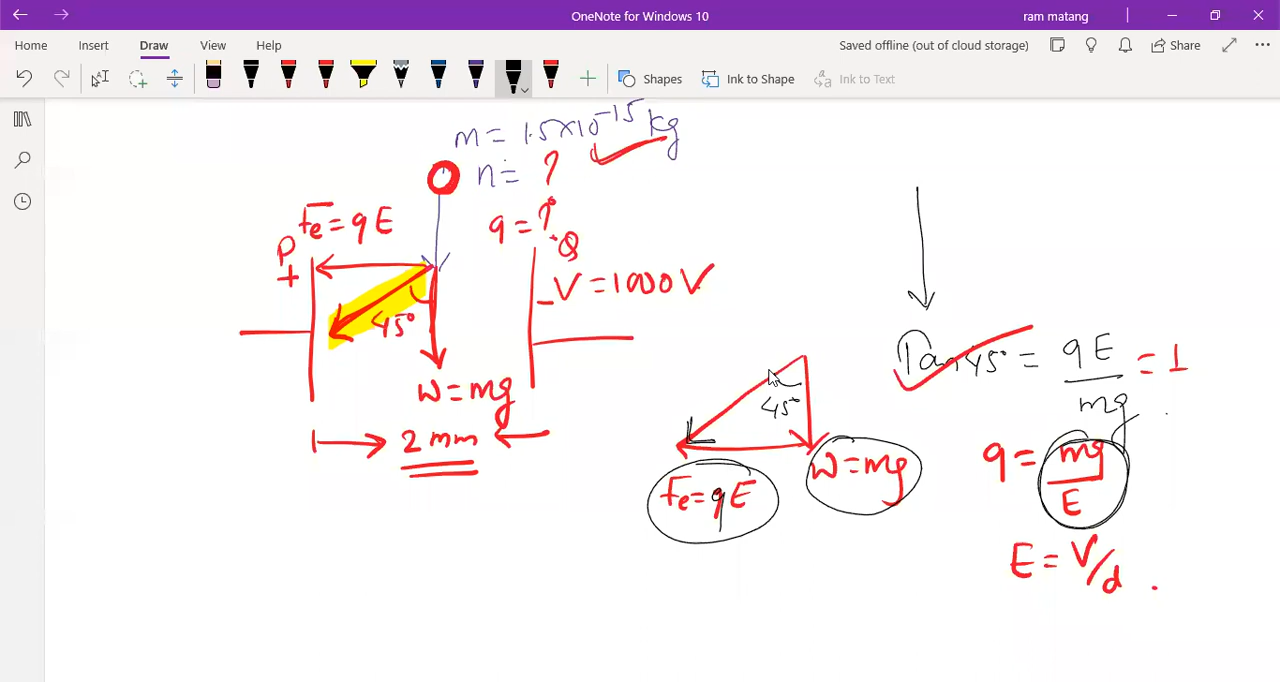 OneNote for Windows 10
ram matang
Home Insert Draw View Help
Saved offline (out of cloud storage)
Share
Shapes
Ink to Shape
Ink to Text
m = 1.5×10⁻¹⁵ kg
n = ?
Fe = qE
q = ?
P
+
Q
- V = 1000 V
45°
W = mg
2 mm
45°
Fe = qE
W = mg
Tan 45° = qE/mg = 1
q = mg/E
E = V/d